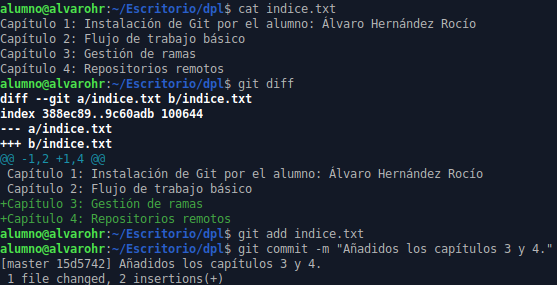 alumno@alvarohr:~/Escritorio/dpl$ cat indice.txt
Capítulo 1: Instalación de Git por el alumno: Álvaro Hernández Rocío
Capítulo 2: Flujo de trabajo básico
Capítulo 3: Gestión de ramas
Capítulo 4: Repositorios remotos
alumno@alvarohr:~/Escritorio/dpl$ git diff
diff --git a/indice.txt b/indice.txt
index 388ec89..9c60adb 100644
--- a/indice.txt
+++ b/indice.txt
@@ -1,2 +1,4 @@
 Capítulo 1: Instalación de Git por el alumno: Álvaro Hernández Rocío
 Capítulo 2: Flujo de trabajo básico
+Capítulo 3: Gestión de ramas
+Capítulo 4: Repositorios remotos
alumno@alvarohr:~/Escritorio/dpl$ git add indice.txt
alumno@alvarohr:~/Escritorio/dpl$ git commit -m "Añadidos los capítulos 3 y 4."
[master 15d5742] Añadidos los capítulos 3 y 4.
 1 file changed, 2 insertions(+)